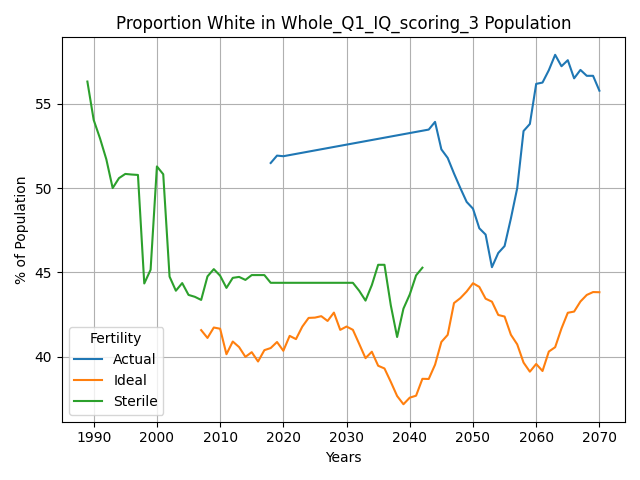 Proportion White in Whole_Q1_IQ_scoring_3 Population
% of Population
55
50
45
40
Fertility
Actual
Ideal
Sterile
1990 2000 2010 2020 2030 2040 2050 2060 2070
Years